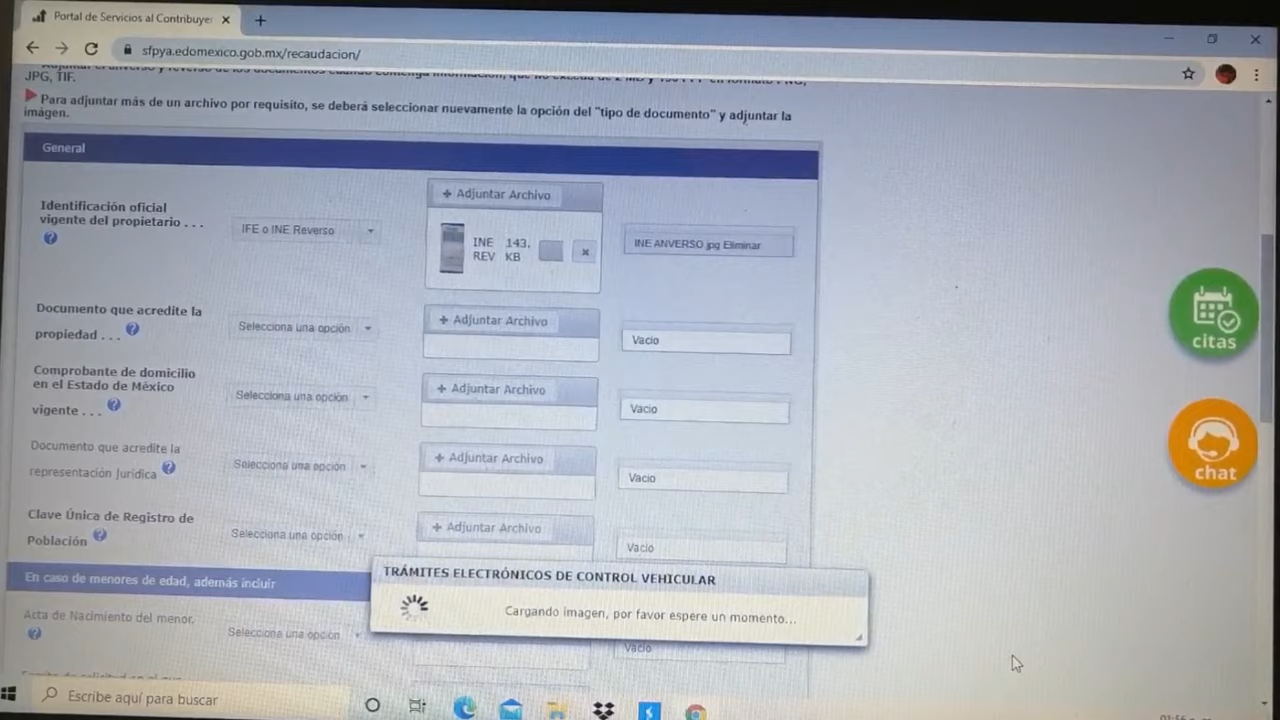 Portal de Servicios al Contribuye
sfpya.edomexico.gob.mx/recaudacion/
JPG, TIF.
Para adjuntar más de un archivo por requisito, se deberá seleccionar nuevamente la opción del "tipo de documento" y adjuntar la
imágen.
General
Identificación oficial
vigente del propietario . . .
IFE o INE Reverso
+ Adjuntar Archivo
INE 143.
REV KB
INE ANVERSO jpg Eliminar
Documento que acredite la
propiedad . . .
Selecciona una opción
+ Adjuntar Archivo
Vacio
Comprobante de domicilio
en el Estado de México
vigente . . .
Selecciona una opción
+ Adjuntar Archivo
Vacio
Documento que acredite la
representación Jurídica
Selecciona una opción
+ Adjuntar Archivo
Vacio
Clave Única de Registro de
Población
Selecciona una opción
+ Adjuntar Archivo
Vacio
TRÁMITES ELECTRÓNICOS DE CONTROL VEHICULAR
Cargando imagen, por favor espere un momento...
En caso de menores de edad, además incluir
Acta de Nacimiento del menor.
Selecciona una opción
Vacio
citas
chat
Escribe aquí para buscar